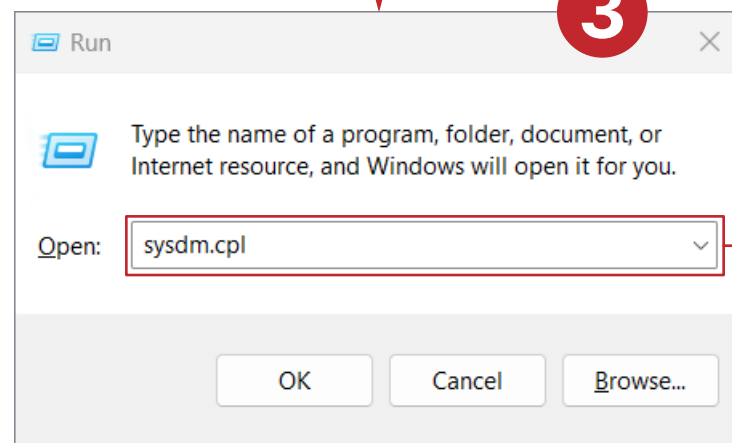 3
Run
Type the name of a program, folder, document, or
Internet resource, and Windows will open it for you.
Open: sysdm.cpl
OK Cancel Browse...